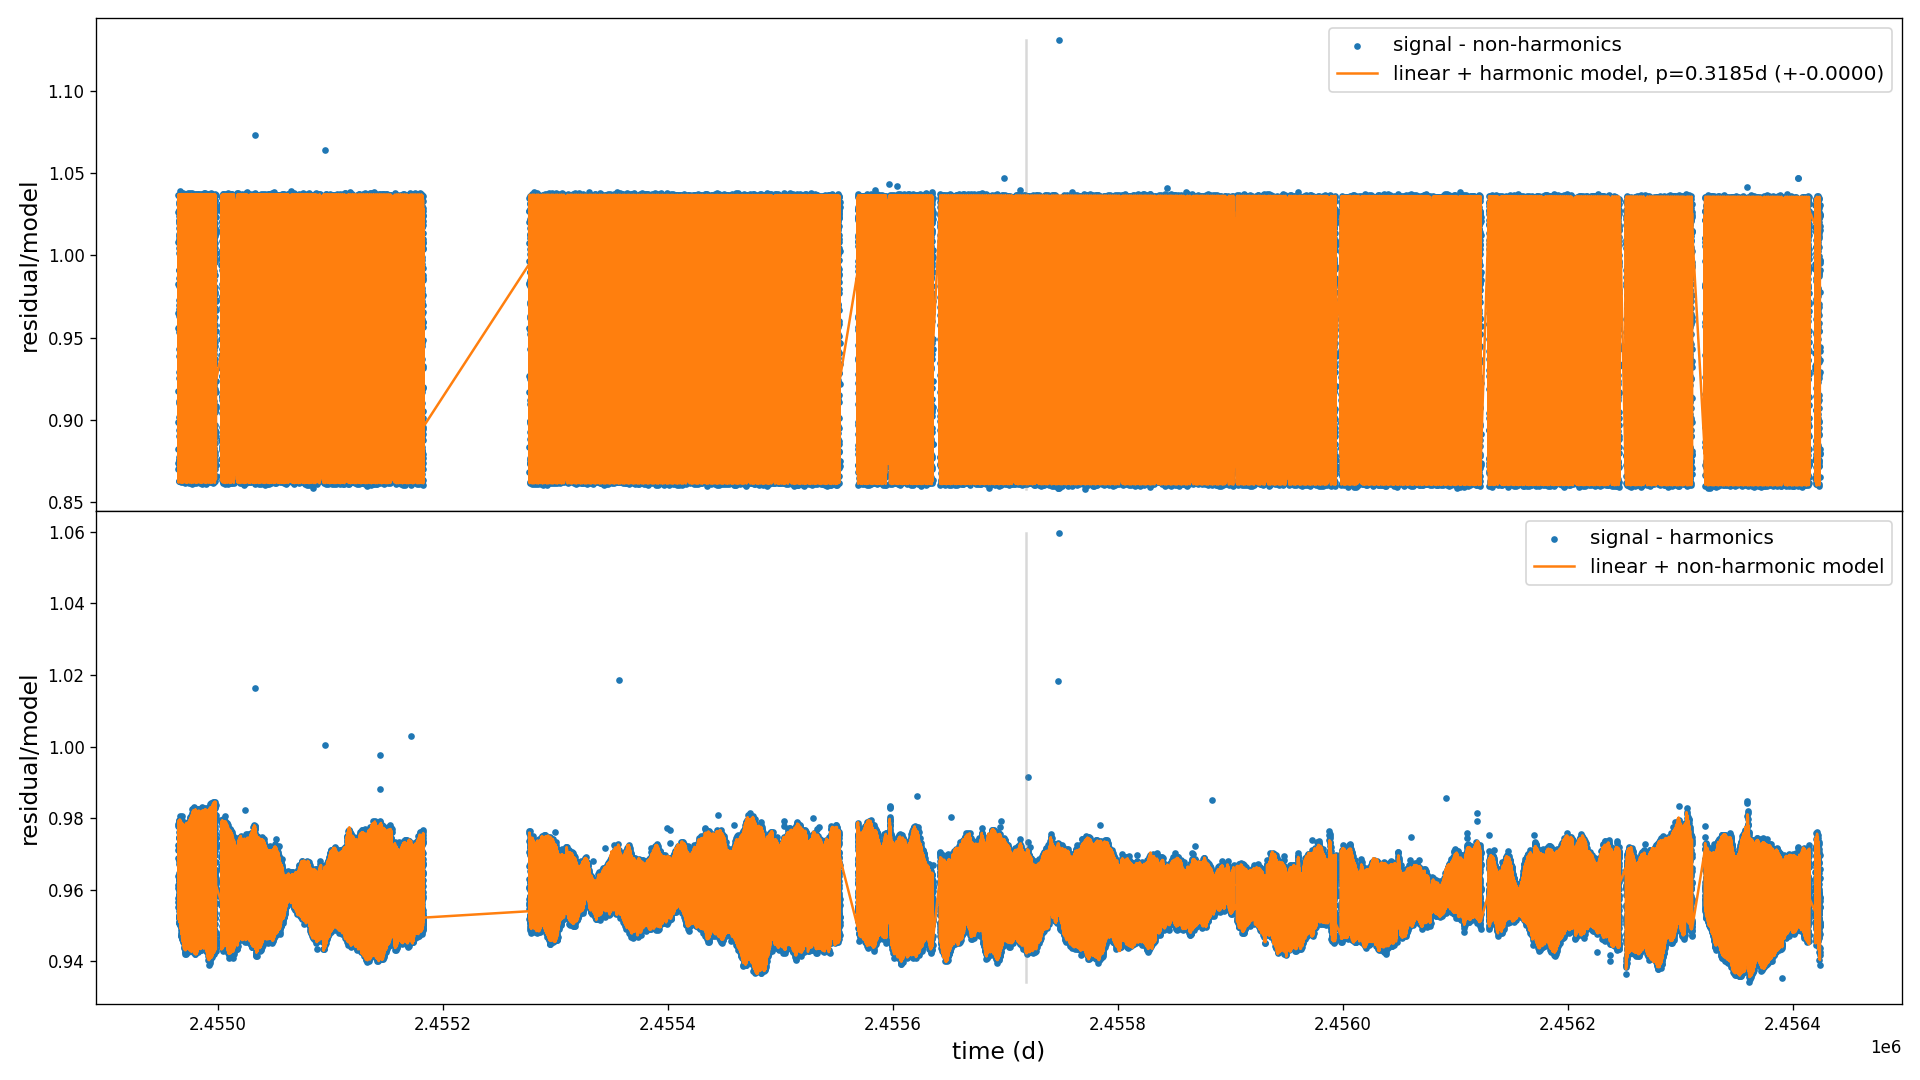 signal - non-harmonics
linear + harmonic model, p=0.3185d (+-0.0000)
residual/model
1.10
1.05
1.00
0.95
0.90
0.85
signal - harmonics
linear + non-harmonic model
residual/model
1.06
1.04
1.02
1.00
0.98
0.96
0.94
2.4550 2.4552 2.4554 2.4556 2.4558 2.4560 2.4562 2.4564
1e6
time (d)